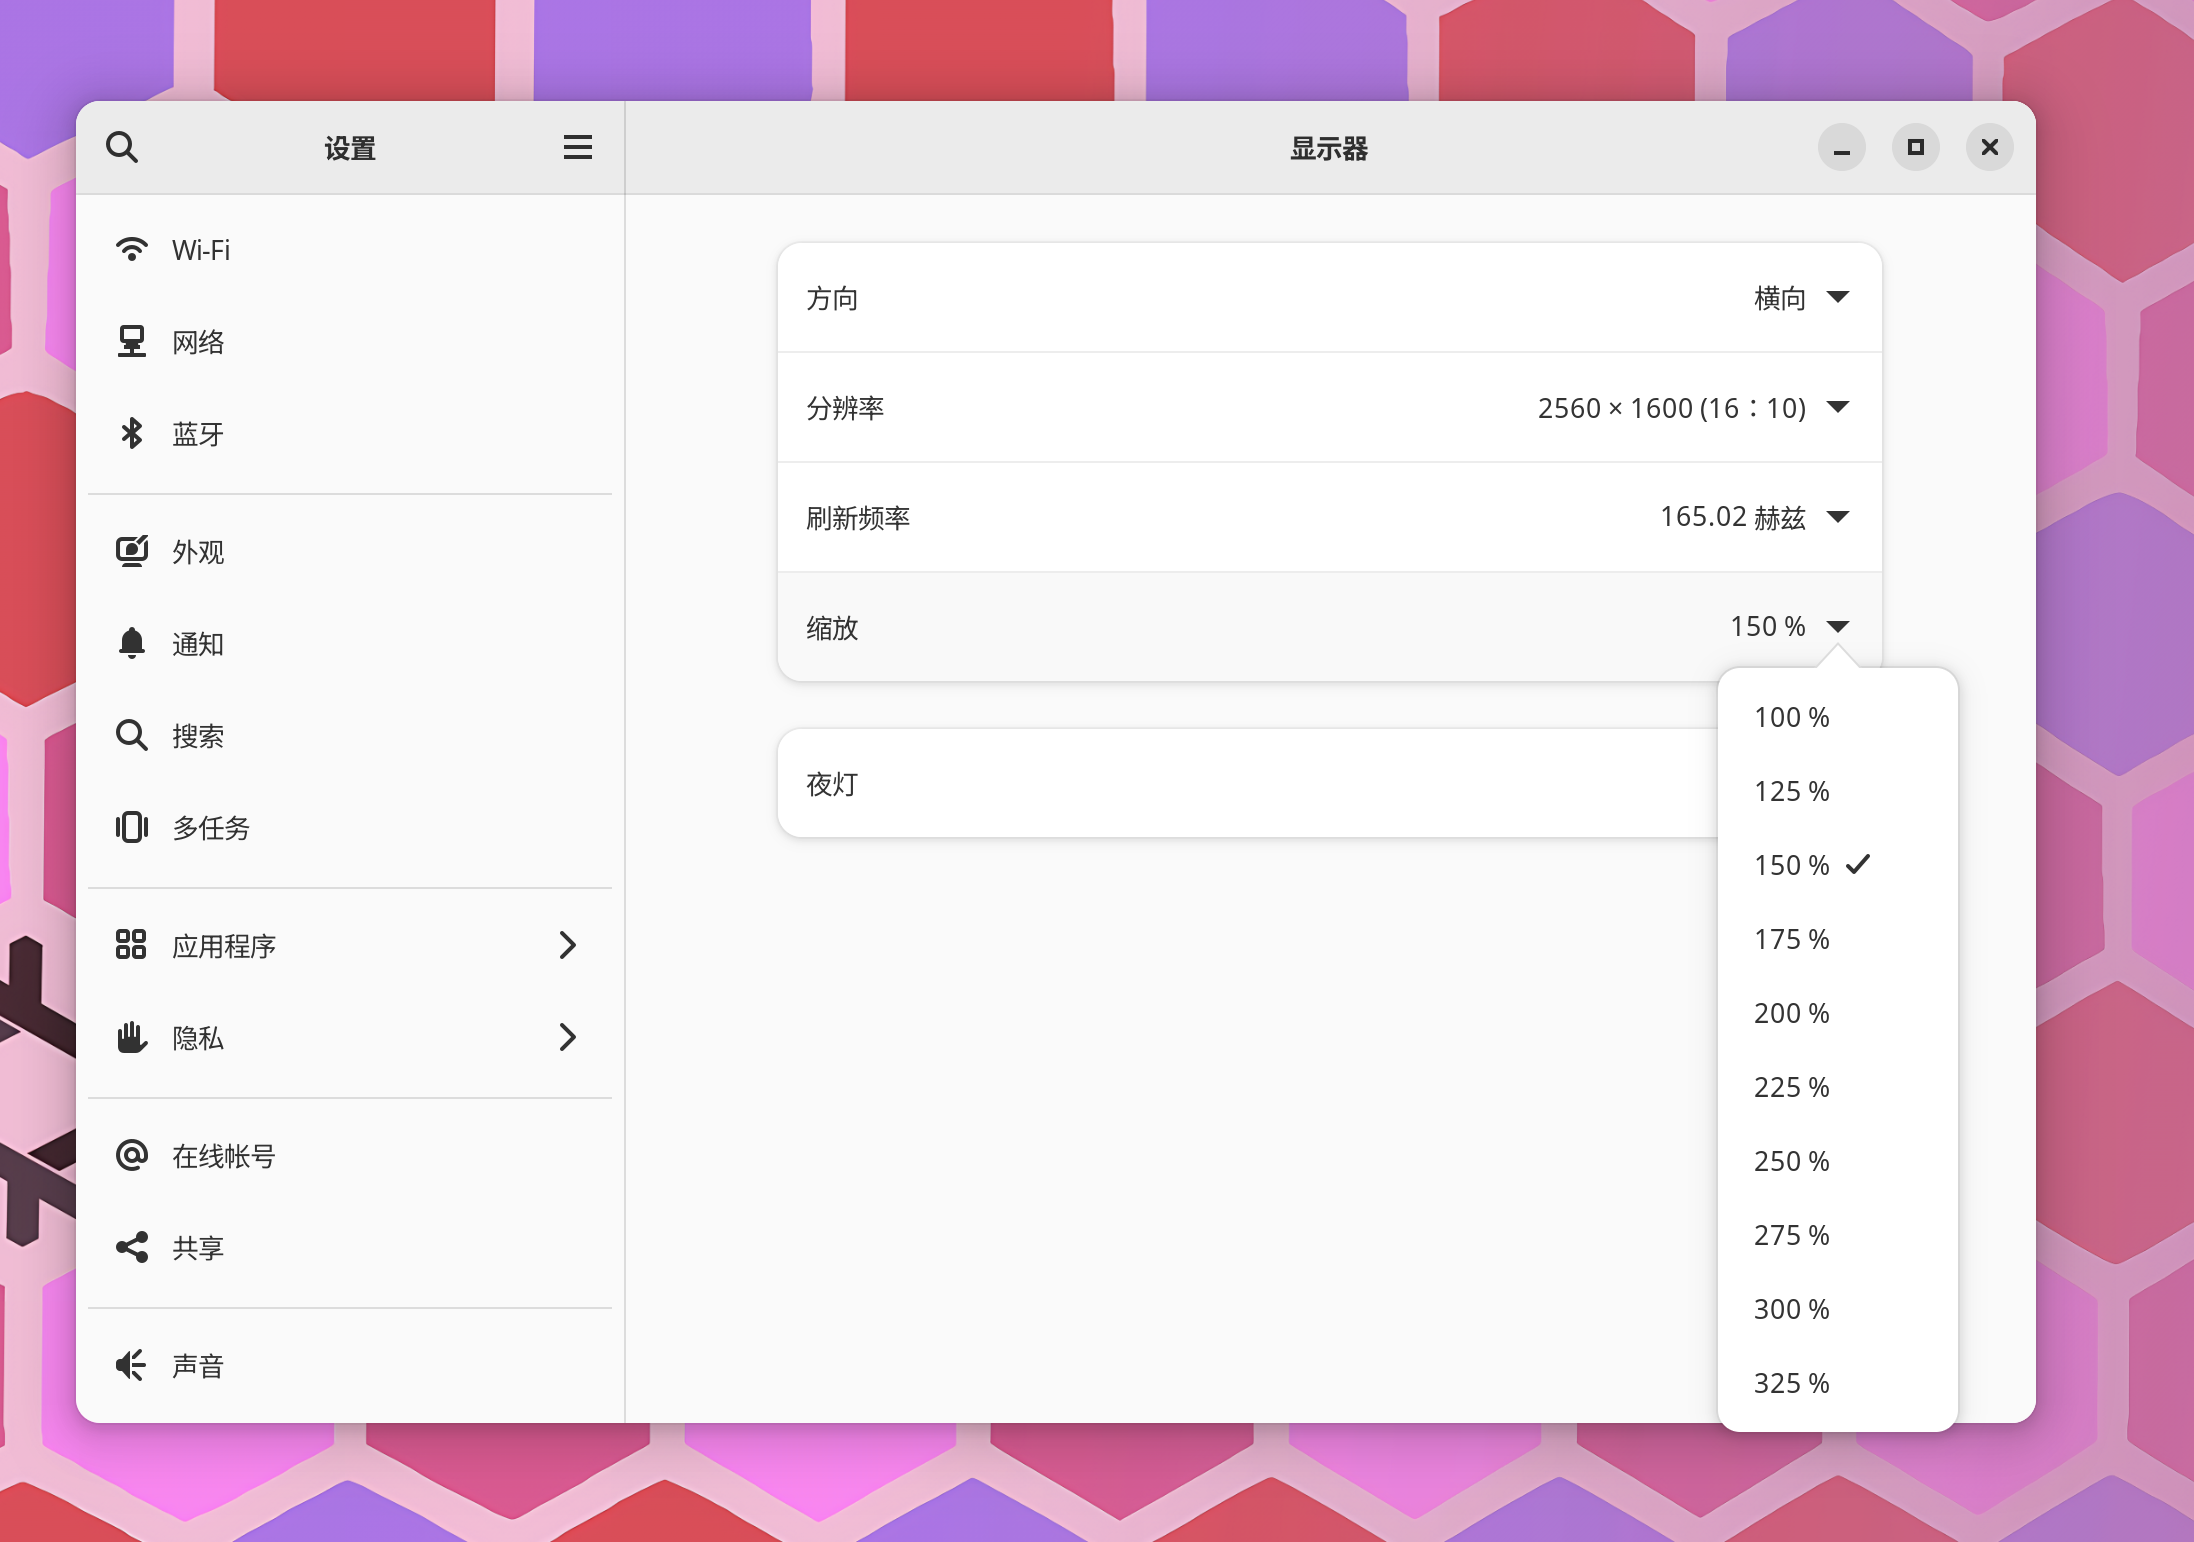 设置
显示器
Wi-Fi
网络
蓝牙
外观
通知
搜索
多任务
应用程序
隐私
在线帐号
共享
声音
方向 横向
分辨率 2560 × 1600 (16∶10)
刷新频率 165.02 赫兹
缩放 150 %
夜灯
100 %
125 %
150 %
175 %
200 %
225 %
250 %
275 %
300 %
325 %